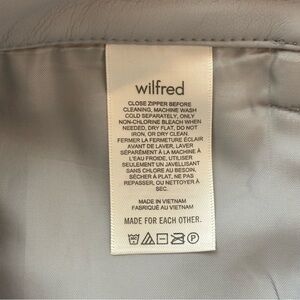 wilfred
CLOSE ZIPPER BEFORE
CLEANING, MACHINE WASH
COLD SEPARATELY, ONLY
NON-CHLORINE BLEACH WHEN
NEEDED, DRY FLAT, DO NOT
IRON, OR DRY CLEAN.
FERMER LA FERMETURE ÉCLAIR
AVANT DE LAVER, LAVER
SÉPARÉMENT À LA MACHINE À
L'EAU FROIDE, UTILISER
SEULEMENT UN JAVELLISANT
SANS CHLORE AU BESOIN,
SÉCHER À PLAT, NE PAS
REPASSER, OU NETTOYER À
SEC.
MADE IN VIETNAM
FABRIQUÉ AU VIETNAM
MADE FOR EACH OTHER.
P